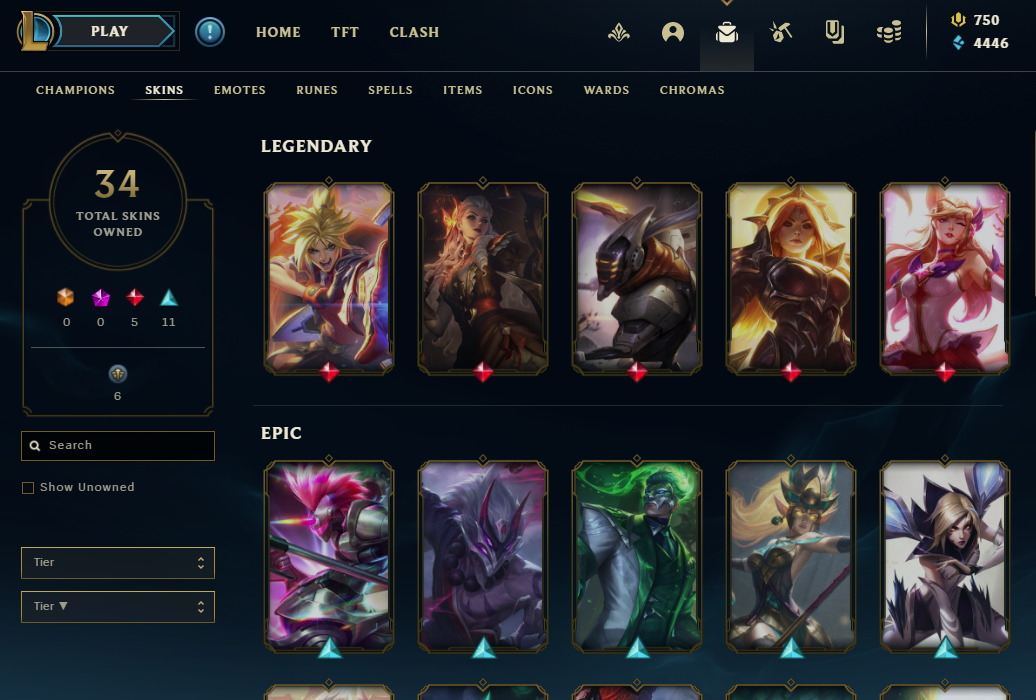 PLAY
HOME
TFT
CLASH
750
4446
CHAMPIONS
SKINS
EMOTES
RUNES
SPELLS
ITEMS
ICONS
WARDS
CHROMAS
34
TOTAL SKINS
OWNED
0
0
5
11
6
Search
Show Unowned
Tier
Tier ▼
LEGENDARY
EPIC